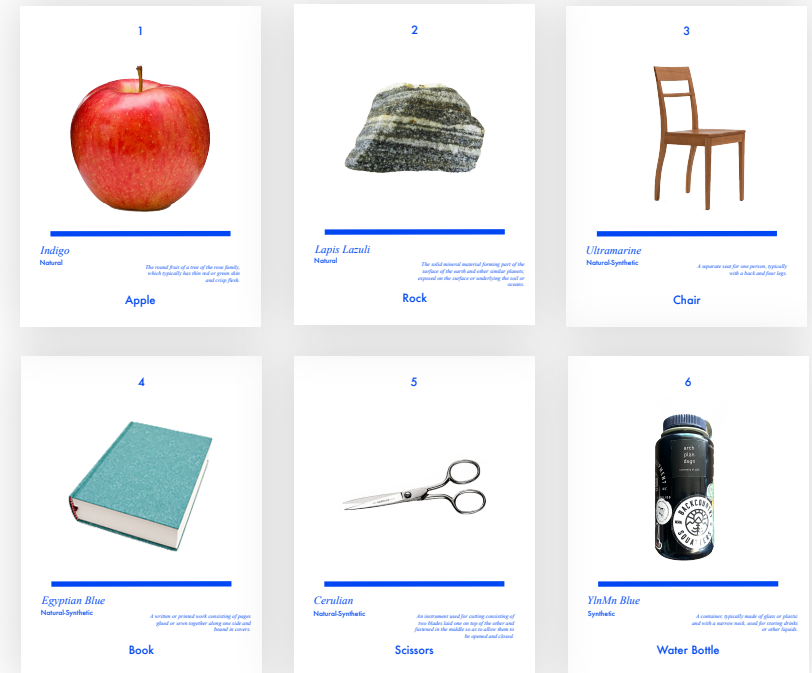 1
Indigo
Natural
The round fruit of a tree of the rose family,
which typically has thin red or green skin
and crisp flesh.
Apple
2
Lapis Lazuli
Natural
The solid mineral material forming part of the
surface of the earth and other similar planets,
exposed on the surface or underlying the soil or
oceans.
Rock
3
Ultramarine
Natural-Synthetic
A separate seat for one person, typically
with a back and four legs.
Chair
4
Egyptian Blue
Natural-Synthetic
A written or printed work consisting of pages
glued or sewn together along one side and
bound in covers.
Book
5
Cerulian
Natural-Synthetic
An instrument used for cutting consisting of
two blades laid one on top of the other and
fastened in the middle so as to allow them to
be opened and closed.
Scissors
6
arch
plan
dogs
BACKCOUNTRY
SQUATTERS
YlnMn Blue
Synthetic
A container, typically made of glass or plastic
and with a narrow neck, used for storing drinks
or other liquids.
Water Bottle